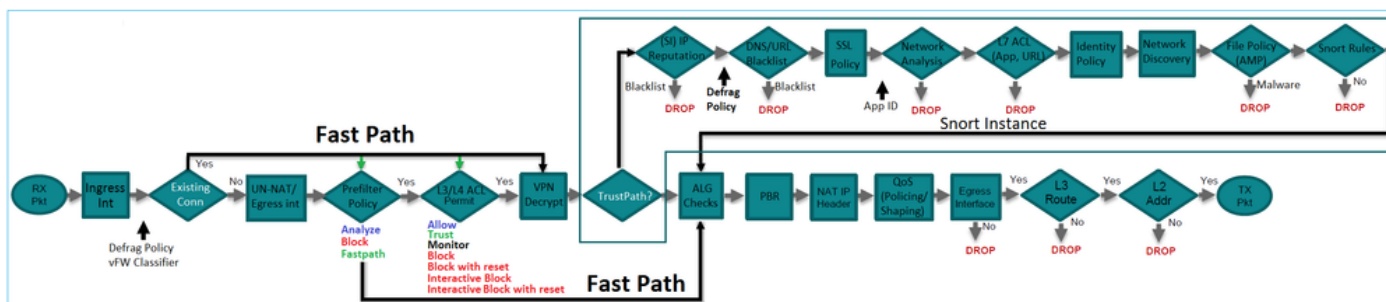 (SI) IP
Reputation
DNS/URL
Blacklist
SSL
Policy
Network
Analysis
L7 ACL
(App, URL)
Identity
Policy
Network
Discovery
File Policy
(AMP)
Snort Rules
Blacklist
DROP
Defrag
Policy
Blacklist
DROP
App ID
DROP
DROP
Malware
DROP
No
DROP
Snort Instance
Fast Path
Yes
RX
Pkt
Ingress
Int
Existing
Conn
No
UN-NAT/
Egress int
Prefilter
Policy
Yes
L3/L4 ACL
Permit
Yes
VPN
Decrypt
TrustPath?
ALG
Checks
PBR
NAT IP
Header
QoS
(Policing/
Shaping)
Egress
Interface
Yes
L3
Route
Yes
L2
Addr
Yes
TX
Pkt
Defrag Policy
vFW Classifier
Analyze
Block
Fastpath
Allow
Trust
Monitor
Block
Block with reset
Interactive Block
Interactive Block with reset
No
DROP
No
DROP
No
DROP
Fast Path